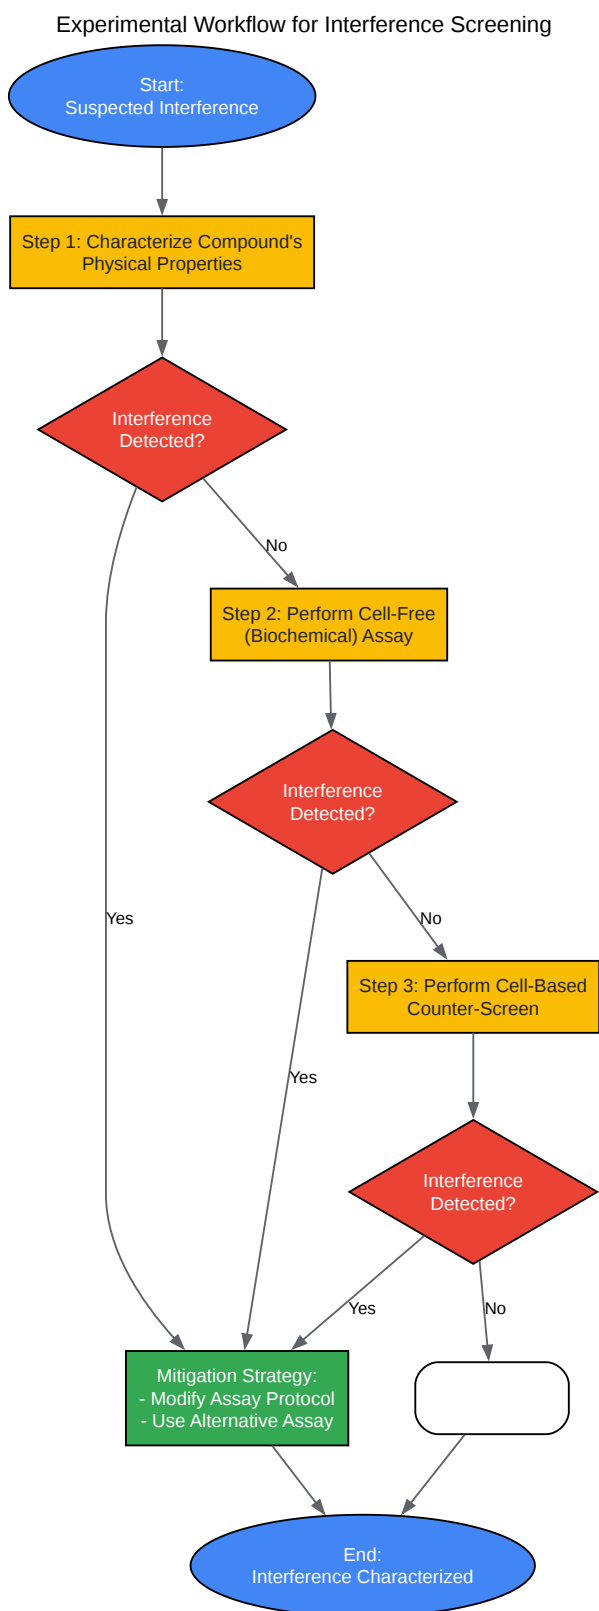 Experimental Workflow for Interference Screening
Start:
Suspected Interference
Step 1: Characterize Compound's
Physical Properties
Interference
Detected?
No
Step 2: Perform Cell-Free
(Biochemical) Assay
Interference
Detected?
Yes
No
Step 3: Perform Cell-Based
Counter-Screen
Yes
Interference
Detected?
Yes
No
Mitigation Strategy:
- Modify Assay Protocol
- Use Alternative Assay
End:
Interference Characterized